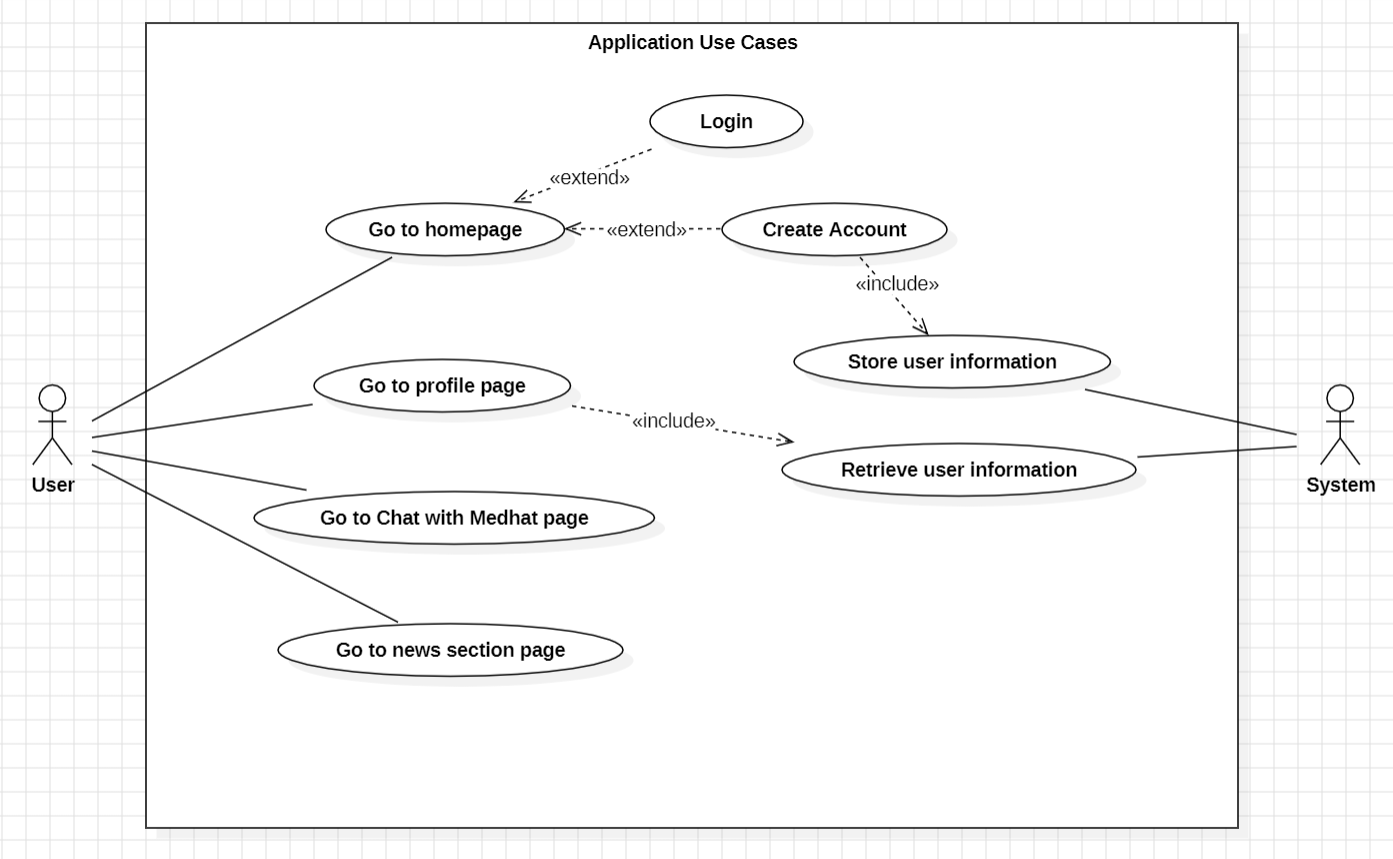 Application Use Cases
Login
«extend»
Go to homepage
«extend»
Create Account
«include»
Store user information
Go to profile page
«include»
Retrieve user information
User
System
Go to Chat with Medhat page
Go to news section page